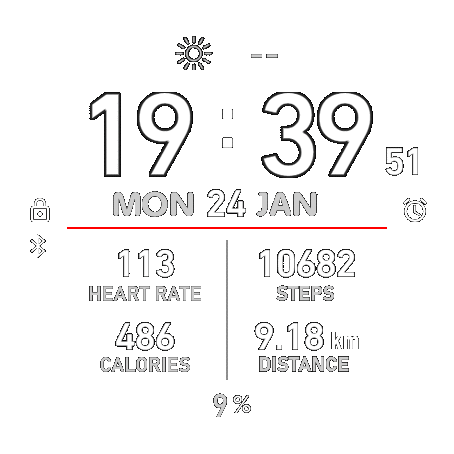 --
19:39 51
MON 24 JAN
113 10682
HEART RATE STEPS
486 9.18 km
CALORIES DISTANCE
9%